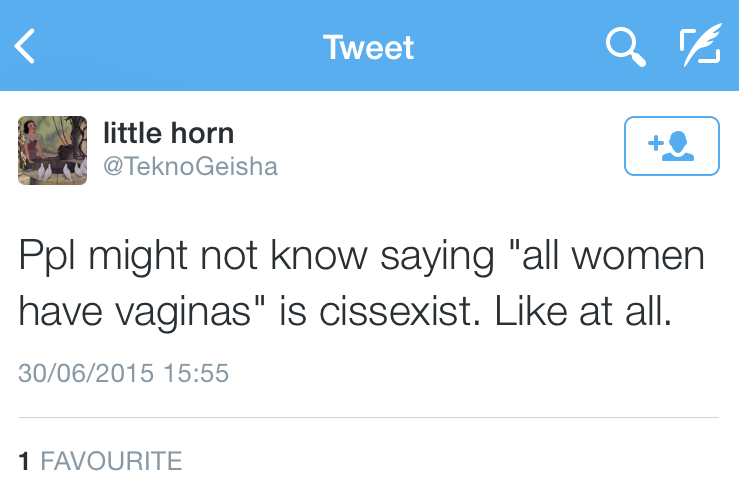 Tweet
little horn
@TeknoGeisha
Ppl might not know saying "all women
have vaginas" is cissexist. Like at all.
30/06/2015 15:55
1 FAVOURITE